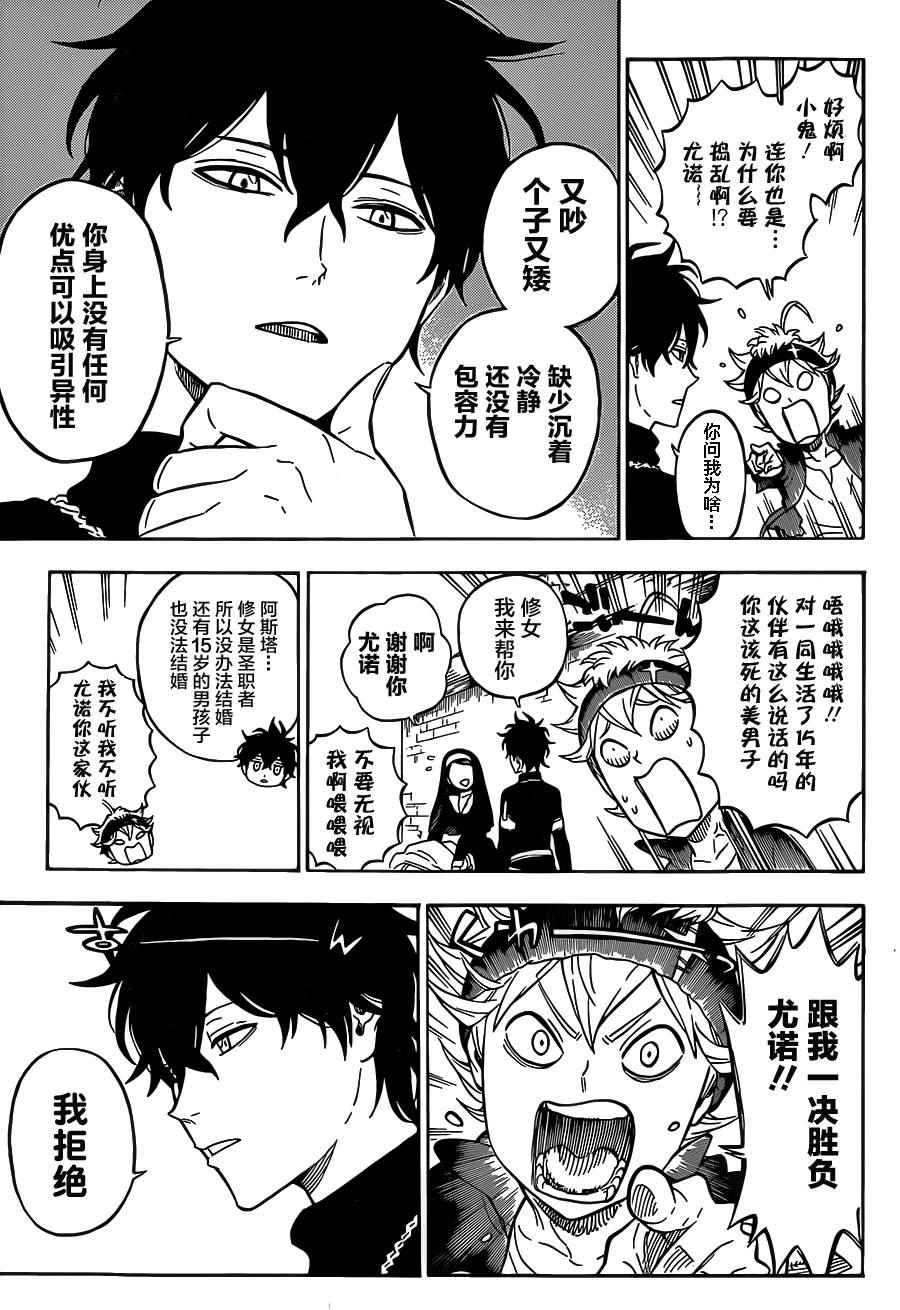 好烦啊
小鬼！
连你也是…
为什么要
捣乱啊!?
尤诺～
你问我为啥…
又吵
个子又矮
缺少沉着
冷静
还没有
包容力
你身上没有任何
优点可以吸引异性
唔哦哦哦哦!!
对一同生活了15年的
伙伴有这么说话的吗
你这该死的美男子
修女
我来帮你
啊
谢谢你
尤诺
不要无视
我啊喂喂喂
阿斯塔…
修女是圣职者
所以没办法结婚
还有15岁的男孩子
也没法结婚
我不听我不听
尤诺你这家伙
跟我一决胜负
尤诺!!
我拒绝